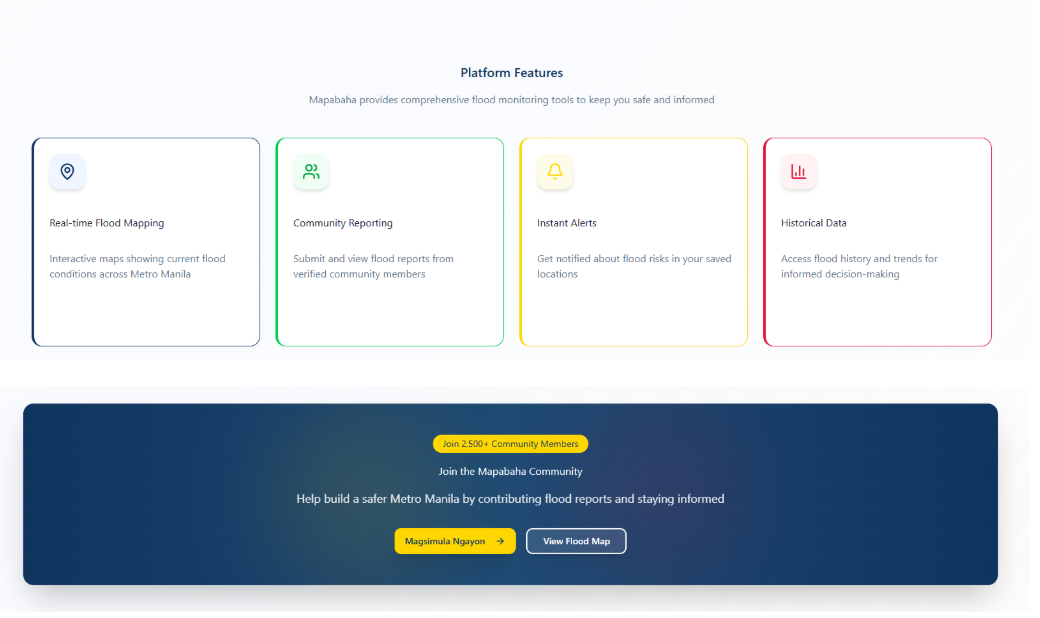 Platform Features
Mapabaha provides comprehensive flood monitoring tools to keep you safe and informed
Real-time Flood Mapping
Interactive maps showing current flood
conditions across Metro Manila
Community Reporting
Submit and view flood reports from
verified community members
Instant Alerts
Get notified about flood risks in your saved
locations
Historical Data
Access flood history and trends for
informed decision-making
Join 2,500+ Community Members
Join the Mapabaha Community
Help build a safer Metro Manila by contributing flood reports and staying informed
Magsimula Ngayon →
View Flood Map